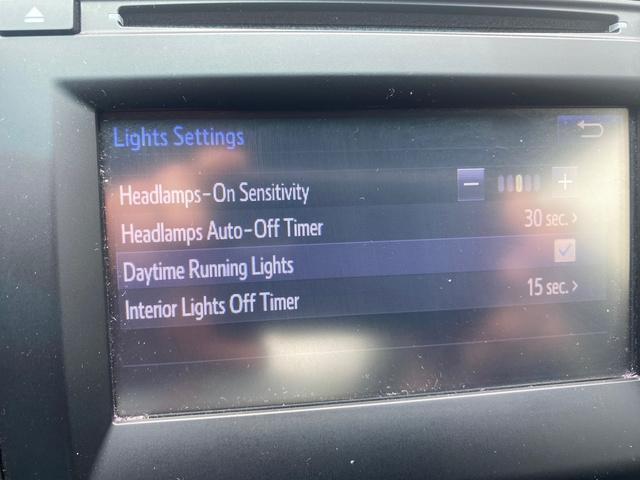 Lights Settings
Headlamps-On Sensitivity - +
Headlamps Auto-Off Timer 30 sec. >
Daytime Running Lights
Interior Lights Off Timer 15 sec. >